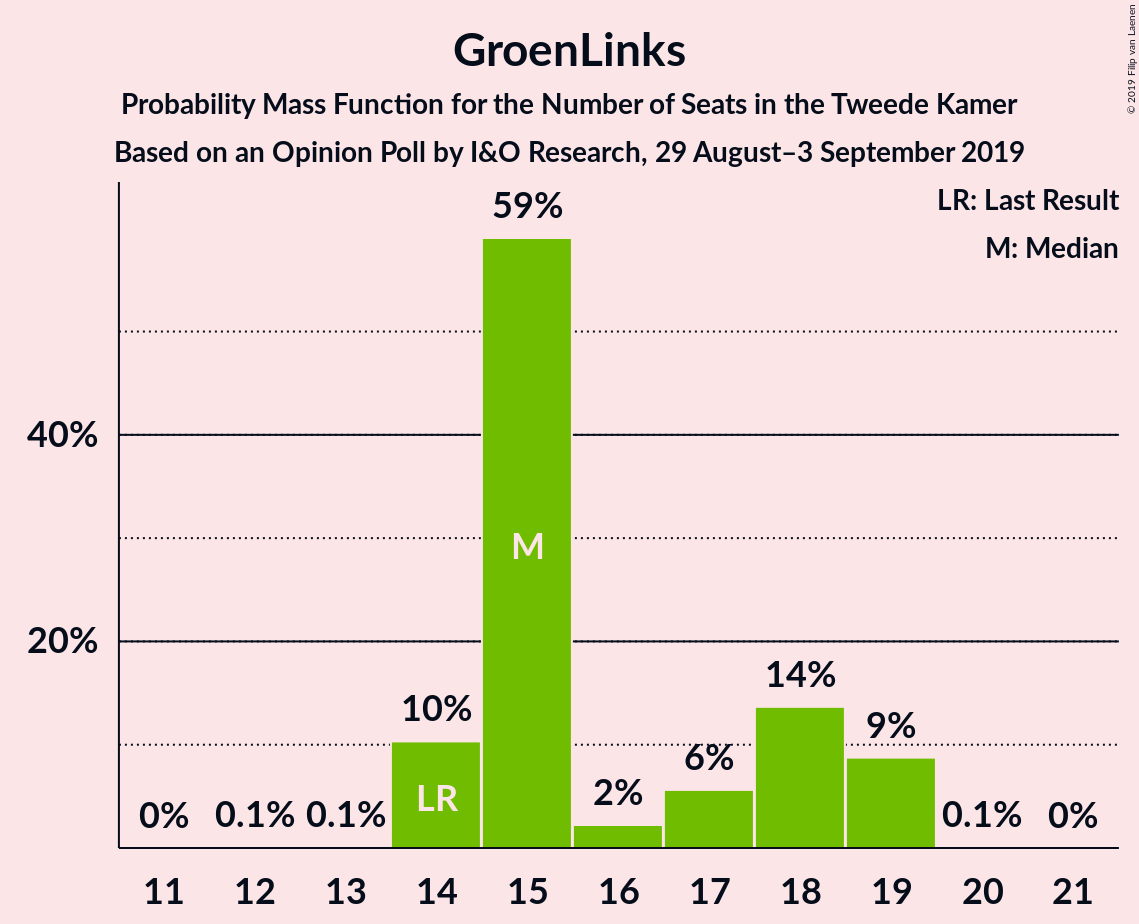 GroenLinks
Probability Mass Function for the Number of Seats in the Tweede Kamer
Based on an Opinion Poll by I&O Research, 29 August–3 September 2019
© 2019 Filip van Laenen
LR: Last Result
M: Median
59%
40%
M
20%
14%
10%
9%
6%
2%
LR
0%
0.1%
0.1%
0.1%
0%
11 12 13 14 15 16 17 18 19 20 21